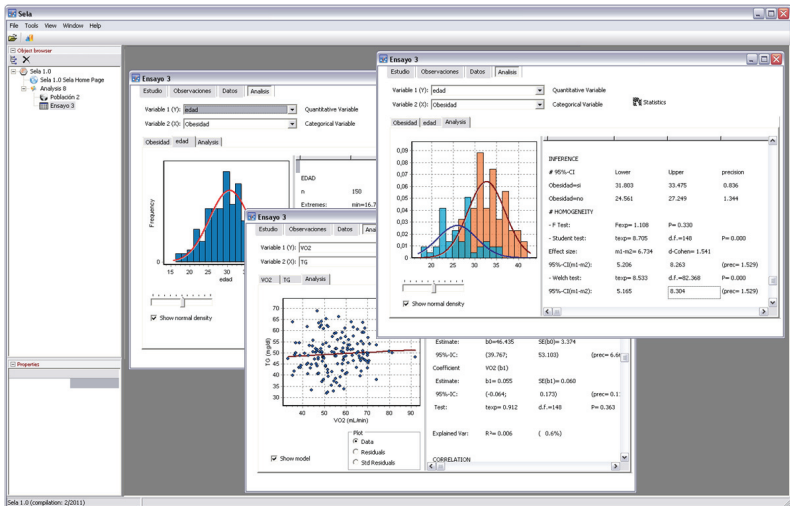 Sela
File Tools View Window Help
Object browser
Sela 1.0
Sela 1.0 Sela Home Page
Analysis 8
Población 2
Ensayo 3
Properties
Ensayo 3
Estudio Observaciones Datos Analisis
Variable 1 (Y): edad Quantitative Variable
Variable 2 (X): Obesidad Categorical Variable
Obesidad edad Analysis
Frequency
0
15 20 25 30 35
edad
Show normal density
EDAD
n 150
Extremes: min=16.7
Ensayo 3
Estudio Observaciones Datos
Variable 1 (Y): VO2
Variable 2 (X): TG
VO2 TG Analysis
TG (mg/dl)
70
65
60
55
50
45
40
35
30
40 50 60 70 80 90
VO2 (mL/min)
Show model
Plot
Data
Residuals
Std Residuals
Estimate: b0=46.435 SE(b0)= 3.374
95%-IC: (39.767; 53.103)
Coefficient VO2 (b1)
Estimate: b1= 0.055 SE(b1)= 0.060
95%-IC: (-0.064; 0.173)
Test: texp= 0.912 d.f.=148 P= 0.363
Explained Var: R²= 0.006 ( 0.6%)
CORRELATION
Ensayo 3
Estudio Observaciones Datos Analisis
Variable 1 (Y): edad Quantitative Variable
Variable 2 (X): Obesidad Categorical Variable Statistics
Obesidad edad Analysis
0,09
0,08
0,07
0,06
0,05
0,04
0,03
0,02
0,01
0
20 25 30 35 40
Show normal density
INFERENCE
# 95%-CI Lower Upper precision
Obesidad=si 31.803 33.475 0.836
Obesidad=no 24.561 27.249 1.344
# HOMOGENEITY
- F Test: Fexp= 1.108 P= 0.330
- Student test: texp= 8.705 d.f.=148 P= 0.000
Effect size: m1-m2= 6.734 d-Cohen= 1.541
95%-CI(m1-m2): 5.206 8.263 (prec= 1.529)
- Welch test: texp= 8.533 d.f.=82.368 P= 0.000
95%-CI(m1-m2): 5.165 8.304 (prec= 1.529)
Sela 1.0 (compilation: 2/2011)